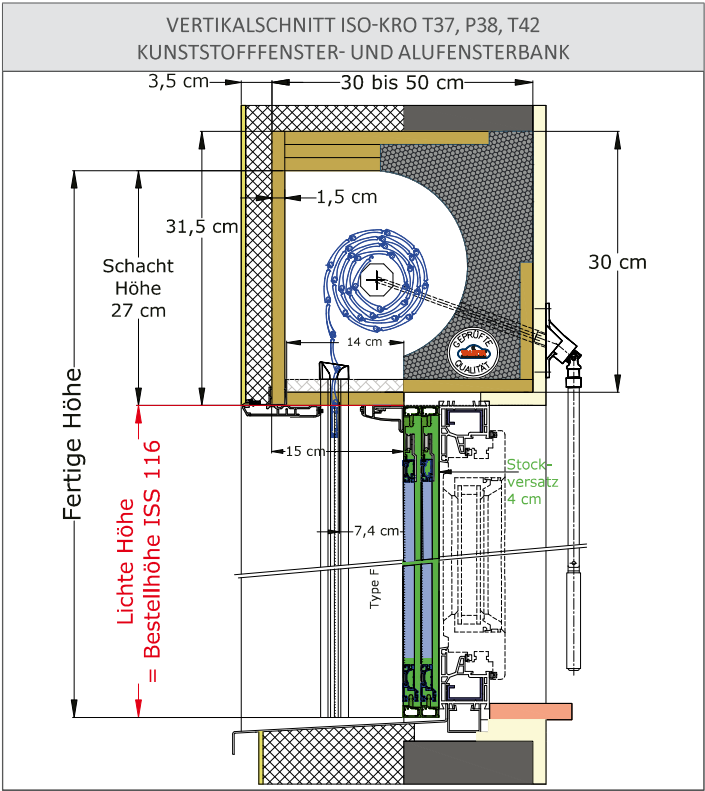 VERTIKALSCHNITT ISO-KRO T37, P38, T42
KUNSTSTOFFFENSTER- UND ALUFENSTERBANK
3,5 cm
30 bis 50 cm
1,5 cm
31,5 cm
Schacht
Höhe
27 cm
30 cm
14 cm
GEPRÜFTE
QUALITÄT
Fertige Höhe
15 cm
Stock-
versatz
4 cm
Lichte Höhe
= Bestellhöhe ISS 116
7,4 cm
Type F